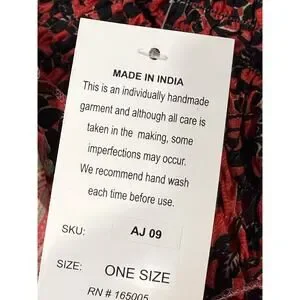 MADE IN INDIA
This is an individually handmade
garment and although all care is
taken in the making, some
imperfections may occur.
We recommend hand wash
each time before use.
SKU: AJ 09
SIZE: ONE SIZE
RN # 165005